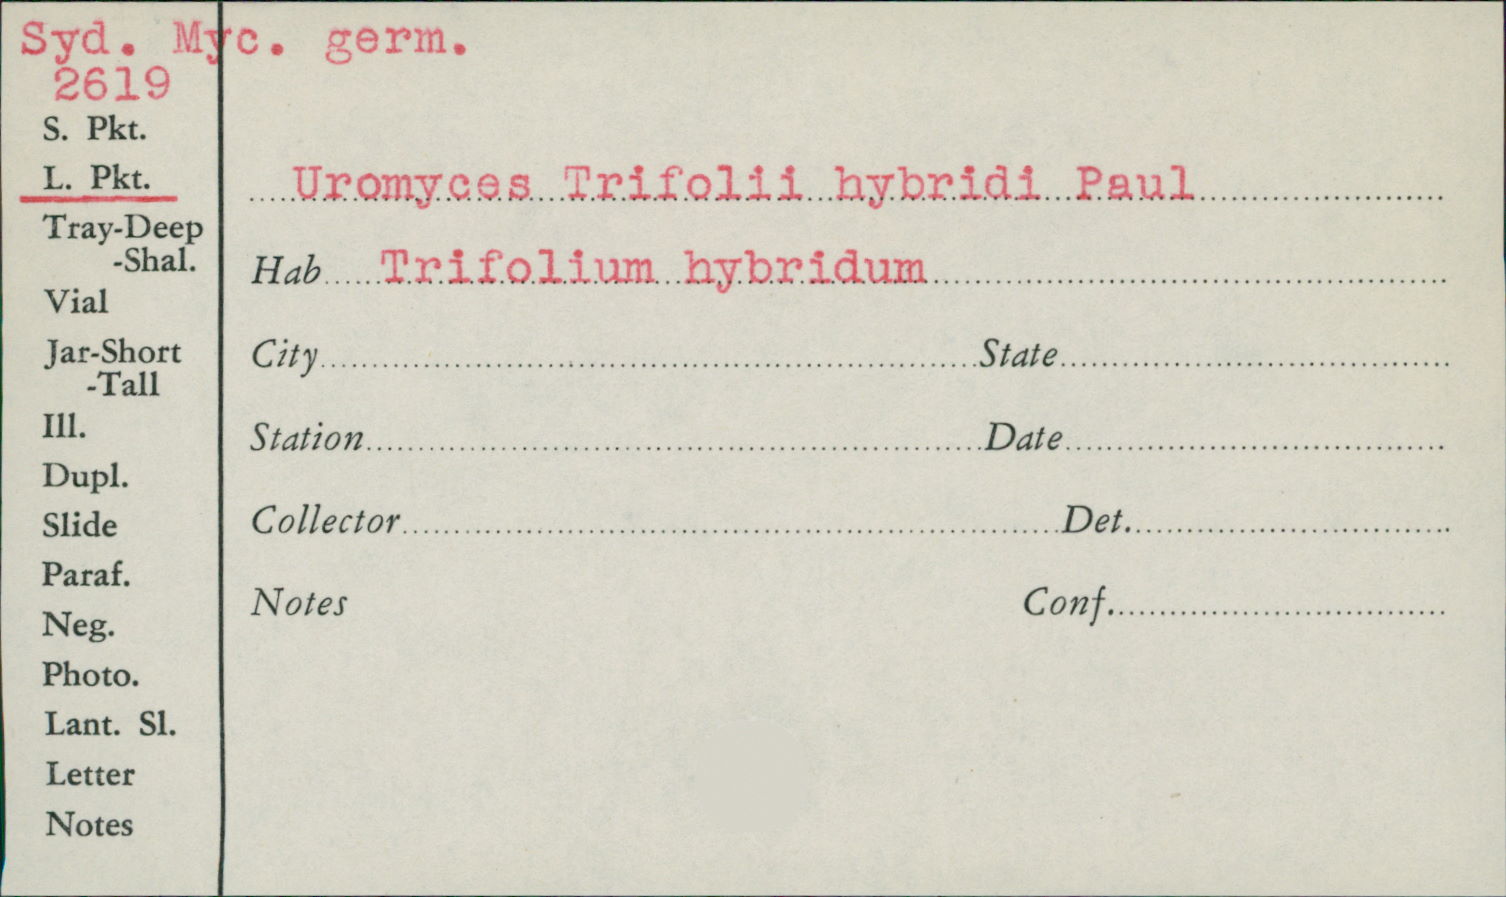 Syd. Myc. germ.
2619
S. Pkt.
L. Pkt.
Tray-Deep
-Shal.
Vial
Jar-Short
-Tall
Ill.
Dupl.
Slide
Paraf.
Neg.
Photo.
Lant. Sl.
Letter
Notes
Uromyces Trifolii hybridi Paul
Hab Trifolium hybridum
City State
Station Date
Collector Det.
Notes Conf.